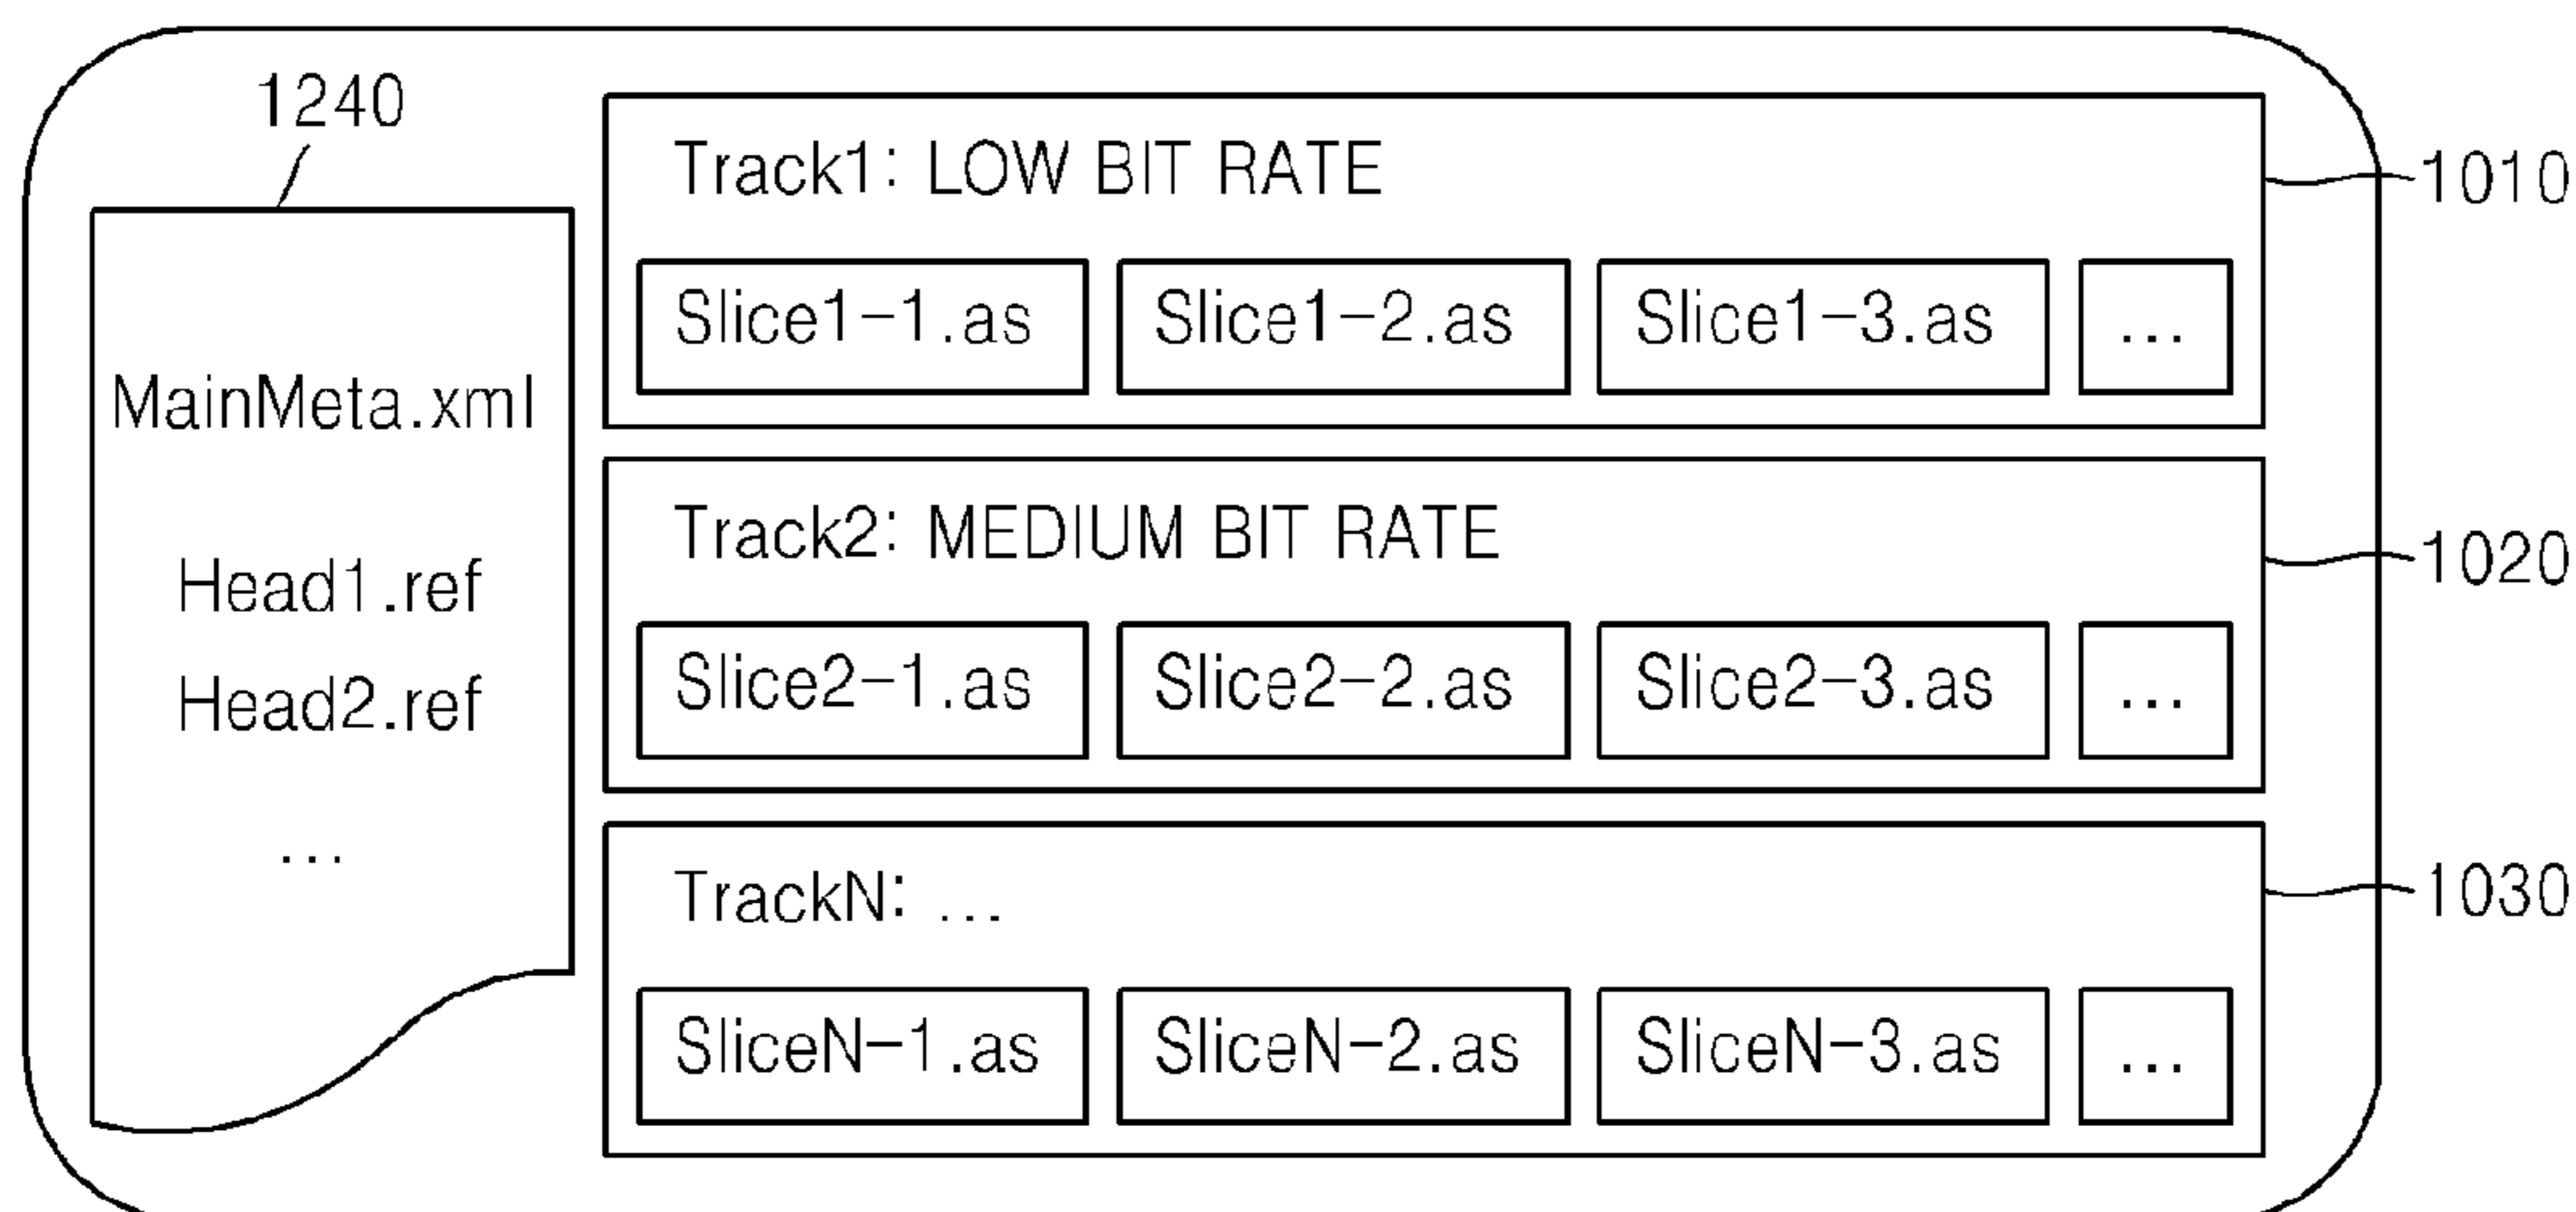 1240
MainMeta.xml
Head1.ref
Head2.ref
...
Track1: LOW BIT RATE
1010
Slice1-1.as
Slice1-2.as
Slice1-3.as
...
Track2: MEDIUM BIT RATE
1020
Slice2-1.as
Slice2-2.as
Slice2-3.as
...
TrackN: ...
1030
SliceN-1.as
SliceN-2.as
SliceN-3.as
...